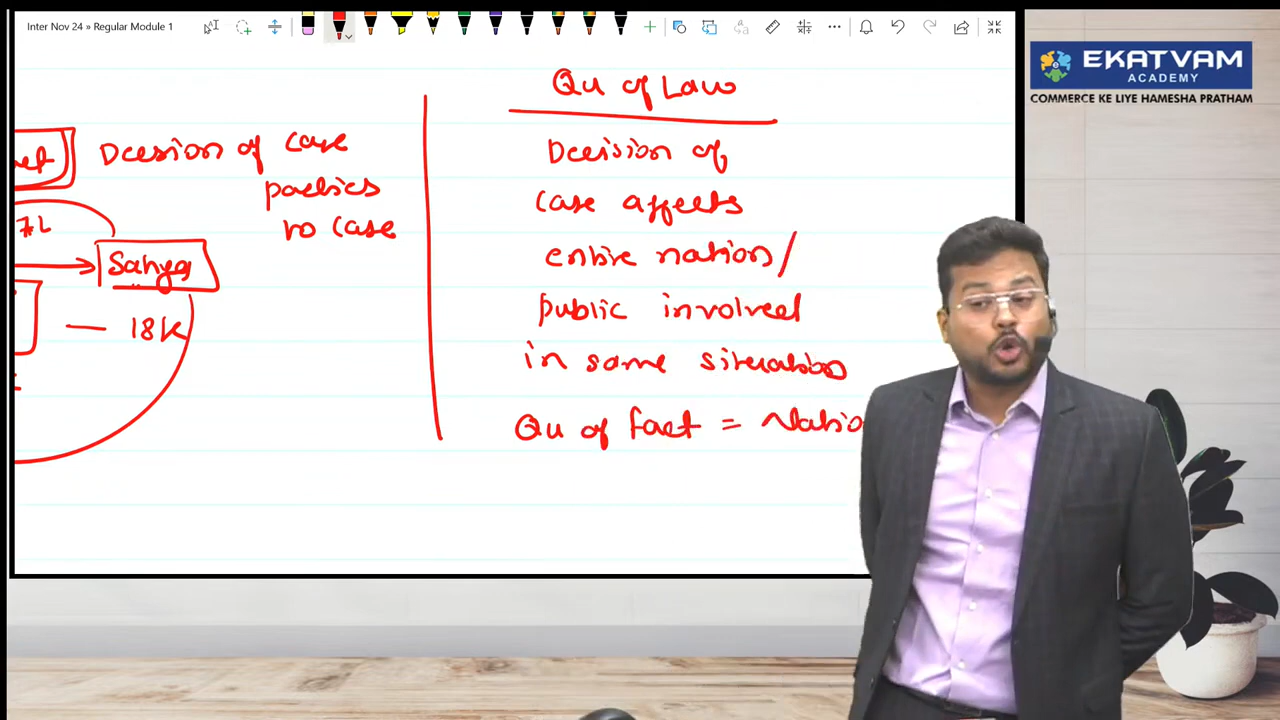 Inter Nov 24 » Regular Module 1
EKATVAM
ACADEMY
COMMERCE KE LIYE HAMESHA PRATHAM
Decision of case
parties
to case
7L
Sahya
— 18K
Qu of Law
Decision of
case affects
entire nation/
public involved
in same situation
Qu of fact = Natio